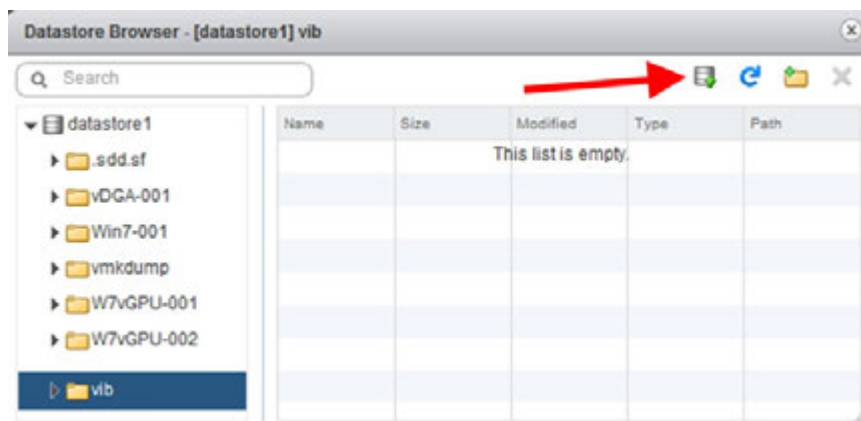 Datastore Browser - [datastore1] vib
Search
datastore1
.sdd.sf
vDGA-001
Win7-001
vmkdump
W7vGPU-001
W7vGPU-002
vib
Name Size Modified Type Path
This list is empty.